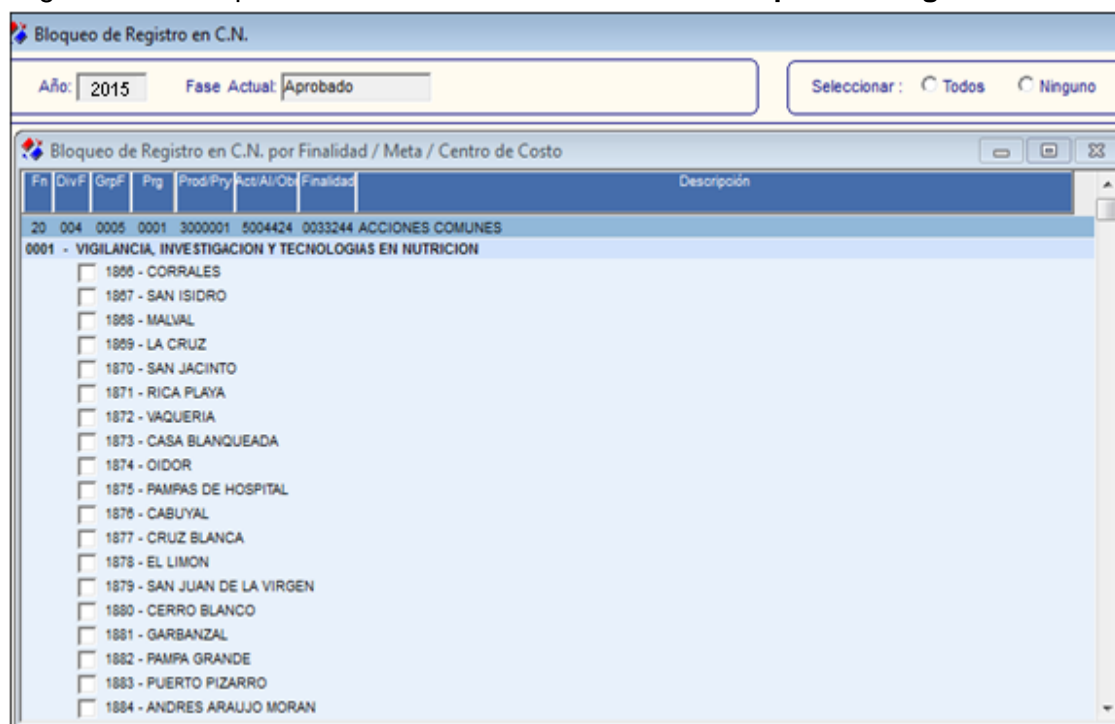 Bloqueo de Registro en C.N.
Año: 2015 Fase Actual: Aprobado Seleccionar : Todos Ninguno
Bloqueo de Registro en C.N. por Finalidad / Meta / Centro de Costo
Fn DivF GrpF Prg Prod/Pry Act/AI/Obr Finalidad Descripción
20 004 0005 0001 3000001 5004424 0033244 ACCIONES COMUNES
0001 - VIGILANCIA, INVESTIGACION Y TECNOLOGIAS EN NUTRICION
1866 - CORRALES
1867 - SAN ISIDRO
1868 - MALVAL
1869 - LA CRUZ
1870 - SAN JACINTO
1871 - RICA PLAYA
1872 - VAQUERIA
1873 - CASA BLANQUEADA
1874 - OIDOR
1875 - PAMPAS DE HOSPITAL
1876 - CABUYAL
1877 - CRUZ BLANCA
1878 - EL LIMON
1879 - SAN JUAN DE LA VIRGEN
1880 - CERRO BLANCO
1881 - GARBANZAL
1882 - PAMPA GRANDE
1883 - PUERTO PIZARRO
1884 - ANDRES ARAUJO MORAN